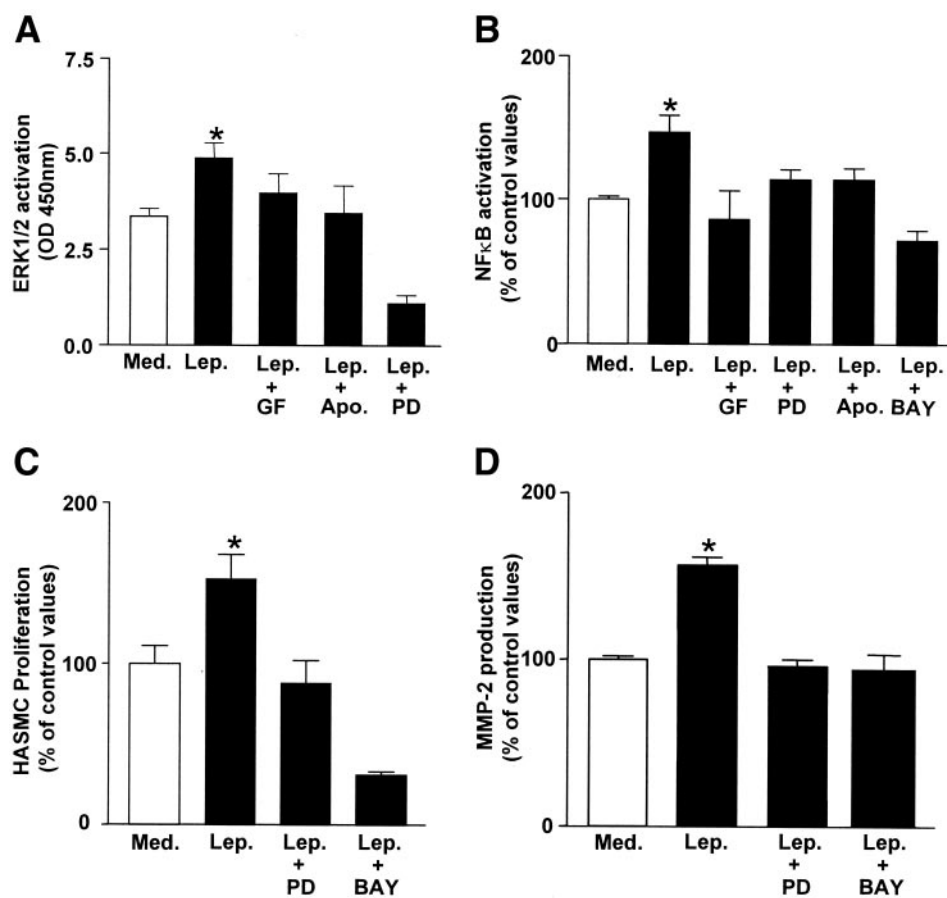 A
ERK1/2 activation
(OD 450nm)
7.5
5.0
2.5
0.0
*
Med. Lep. Lep. Lep. Lep.
+ + +
GF Apo. PD
B
NFκB activation
(% of control values)
200
100
0
*
Med. Lep. Lep. Lep. Lep. Lep.
+ + + +
GF PD Apo. BAY
C
HASMC Proliferation
(% of control values)
200
100
0
*
Med. Lep. Lep. Lep.
+ +
PD BAY
D
MMP-2 production
(% of control values)
200
100
0
*
Med. Lep. Lep. Lep.
+ +
PD BAY